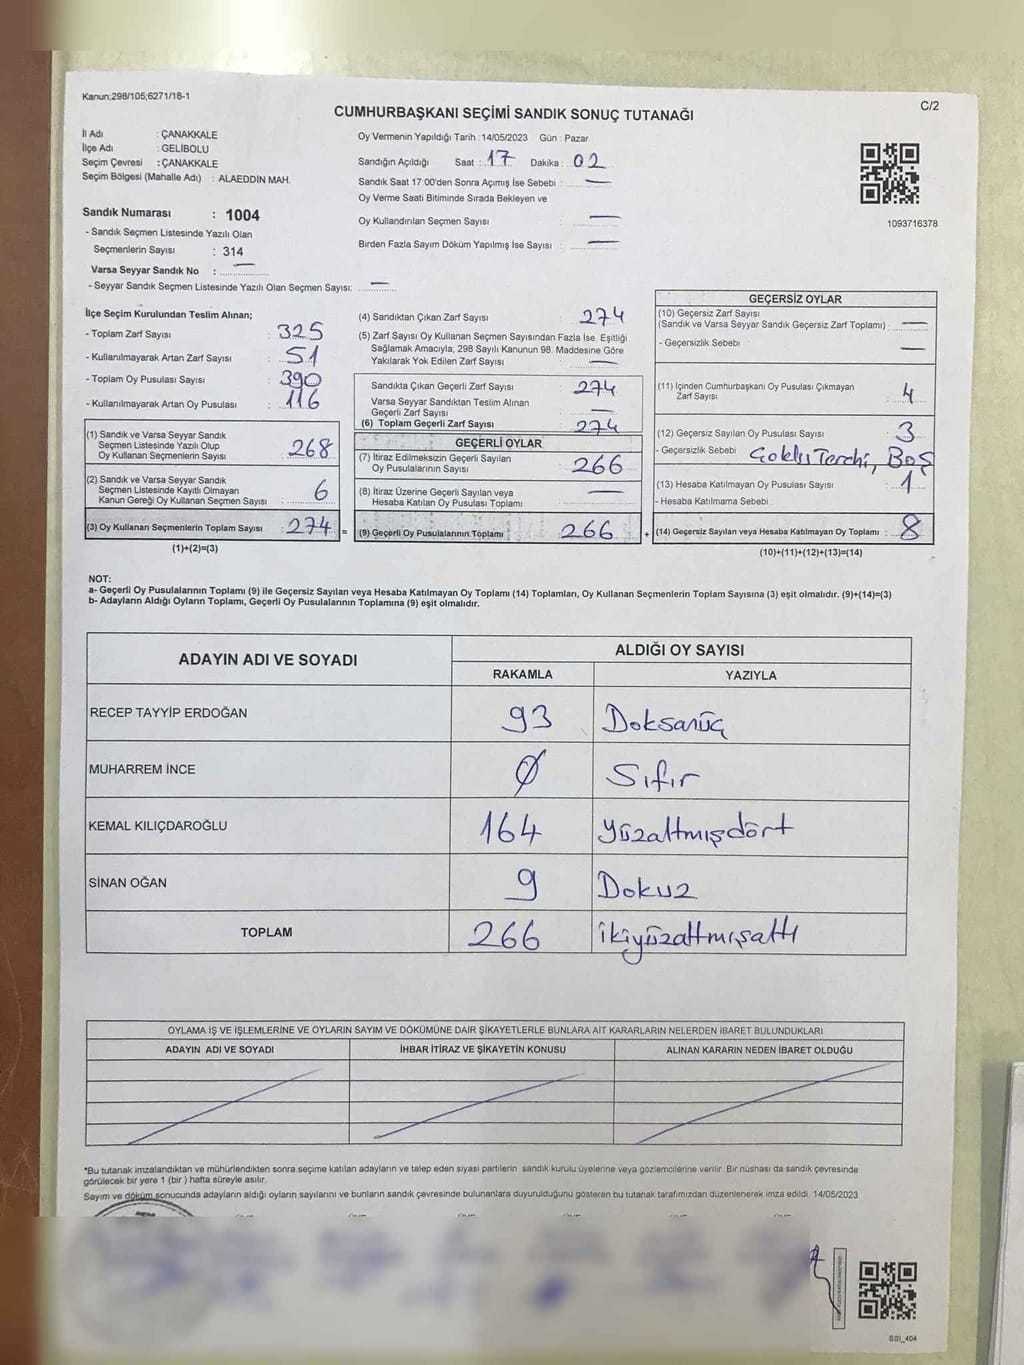 Kanun;298/105;6271/18-1
C/2
CUMHURBAŞKANI SEÇİMİ SANDIK SONUÇ TUTANAĞI
İl Adı : ÇANAKKALE
İlçe Adı : GELİBOLU
Seçim Çevresi : ÇANAKKALE
Seçim Bölgesi (Mahalle Adı) : ALAEDDİN MAH.
Sandık Numarası : 1004
- Sandık Seçmen Listesinde Yazılı Olan
Seçmenlerin Sayısı : 314
Varsa Seyyar Sandık No : —
- Seyyar Sandık Seçmen Listesinde Yazılı Olan Seçmen Sayısı: —
Oy Vermenin Yapıldığı Tarih : 14/05/2023 Gün : Pazar
Sandığın Açıldığı Saat : 17 Dakika : 02
Sandık Saat 17:00'den Sonra Açımış İse Sebebi : —
Oy Verme Saati Bitiminde Sırada Bekleyen ve
Oy Kullandırılan Seçmen Sayısı —
Birden Fazla Sayım Döküm Yapılmış İse Sayısı : —
1093716378
İlçe Seçim Kurulundan Teslim Alınan;
- Toplam Zarf Sayısı : 325
- Kullanılmayarak Artan Zarf Sayısı : 51
- Toplam Oy Pusulası Sayısı : 390
- Kullanılmayarak Artan Oy Pusulası : 116
(1) Sandık ve Varsa Seyyar Sandık
Seçmen Listesinde Yazılı Olup
Oy Kullanan Seçmenlerin Sayısı : 268
(2) Sandık ve Varsa Seyyar Sandık
Seçmen Listesinde Kayıtlı Olmayan
Kanun Gereği Oy Kullanan Seçmen Sayısı : 6
(3) Oy Kullanan Seçmenlerin Toplam Sayısı : 274 =
(1)+(2)=(3)
(4) Sandıktan Çıkan Zarf Sayısı : 274
(5) Zarf Sayısı Oy Kullanan Seçmen Sayısından Fazla İse, Eşitliği
Sağlamak Amacıyla; 298 Sayılı Kanunun 98. Maddesine Göre
Yakılarak Yok Edilen Zarf Sayısı : —
Sandıkta Çıkan Geçerli Zarf Sayısı : 274
Varsa Seyyar Sandıktan Teslim Alınan
Geçerli Zarf Sayısı : —
(6) Toplam Geçerli Zarf Sayısı : 274
GEÇERLİ OYLAR
(7) İtiraz Edilmeksizin Geçerli Sayılan
Oy Pusulalarının Sayısı : 266
(8) İtiraz Üzerine Geçerli Sayılan veya
Hesaba Katılan Oy Pusulası Toplamı : —
(9) Geçerli Oy Pusulalarının Toplamı : 266 +
GEÇERSİZ OYLAR
(10) Geçersiz Zarf Sayısı
(Sandık ve Varsa Seyyar Sandık Geçersiz Zarf Toplamı) : —
- Geçersizlik Sebebi : —
(11) İçinden Cumhurbaşkanı Oy Pusulası Çıkmayan
Zarf Sayısı : 4
(12) Geçersiz Sayılan Oy Pusulası Sayısı : 3
- Geçersizlik Sebebi Çoklu Tercih, Boş
(13) Hesaba Katılmayan Oy Pusulası Sayısı : 1
- Hesaba Katılmama Sebebi :
(14) Geçersiz Sayılan veya Hesaba Katılmayan Oy Toplamı : 8
(10)+(11)+(12)+(13)=(14)
NOT:
a- Geçerli Oy Pusulalarının Toplamı (9) ile Geçersiz Sayılan veya Hesaba Katılmayan Oy Toplamı (14) Toplamları, Oy Kullanan Seçmenlerin Toplam Sayısına (3) eşit olmalıdır. (9)+(14)=(3)
b- Adayların Aldığı Oyların Toplamı, Geçerli Oy Pusulalarının Toplamına (9) eşit olmalıdır.
ADAYIN ADI VE SOYADI
ALDIĞI OY SAYISI
RAKAMLA YAZIYLA
RECEP TAYYİP ERDOĞAN 93 Doksanüç
MUHARREM İNCE 0 Sıfır
KEMAL KILIÇDAROĞLU 164 Yüzaltmışdört
SİNAN OĞAN 9 Dokuz
TOPLAM 266 ikiyüzaltmışaltı
OYLAMA İŞ VE İŞLEMLERİNE VE OYLARIN SAYIM VE DÖKÜMÜNE DAİR ŞİKAYETLERLE BUNLARA AİT KARARLARIN NELERDEN İBARET BULUNDUKLARI
ADAYIN ADI VE SOYADI İHBAR İTİRAZ VE ŞİKAYETİN KONUSU ALINAN KARARIN NEDEN İBARET OLDUĞU
*Bu tutanak imzalandıktan ve mühürlendikten sonra seçime katılan adayların ve talep eden siyasi partilerin sandık kurulu üyelerine veya gözlemcilerine verilir. Bir nüshası da sandık çevresinde
görülecek bir yere 1 (bir ) hafta süreyle asılır.
Sayım ve döküm sonucunda adayların aldığı oyların sayılarını ve bunların sandık çevresinde bulunanlara duyurulduğunu gösteren bu tutanak tarafımızdan düzenlenerek imza edildi. 14/05/2023
SSI_404